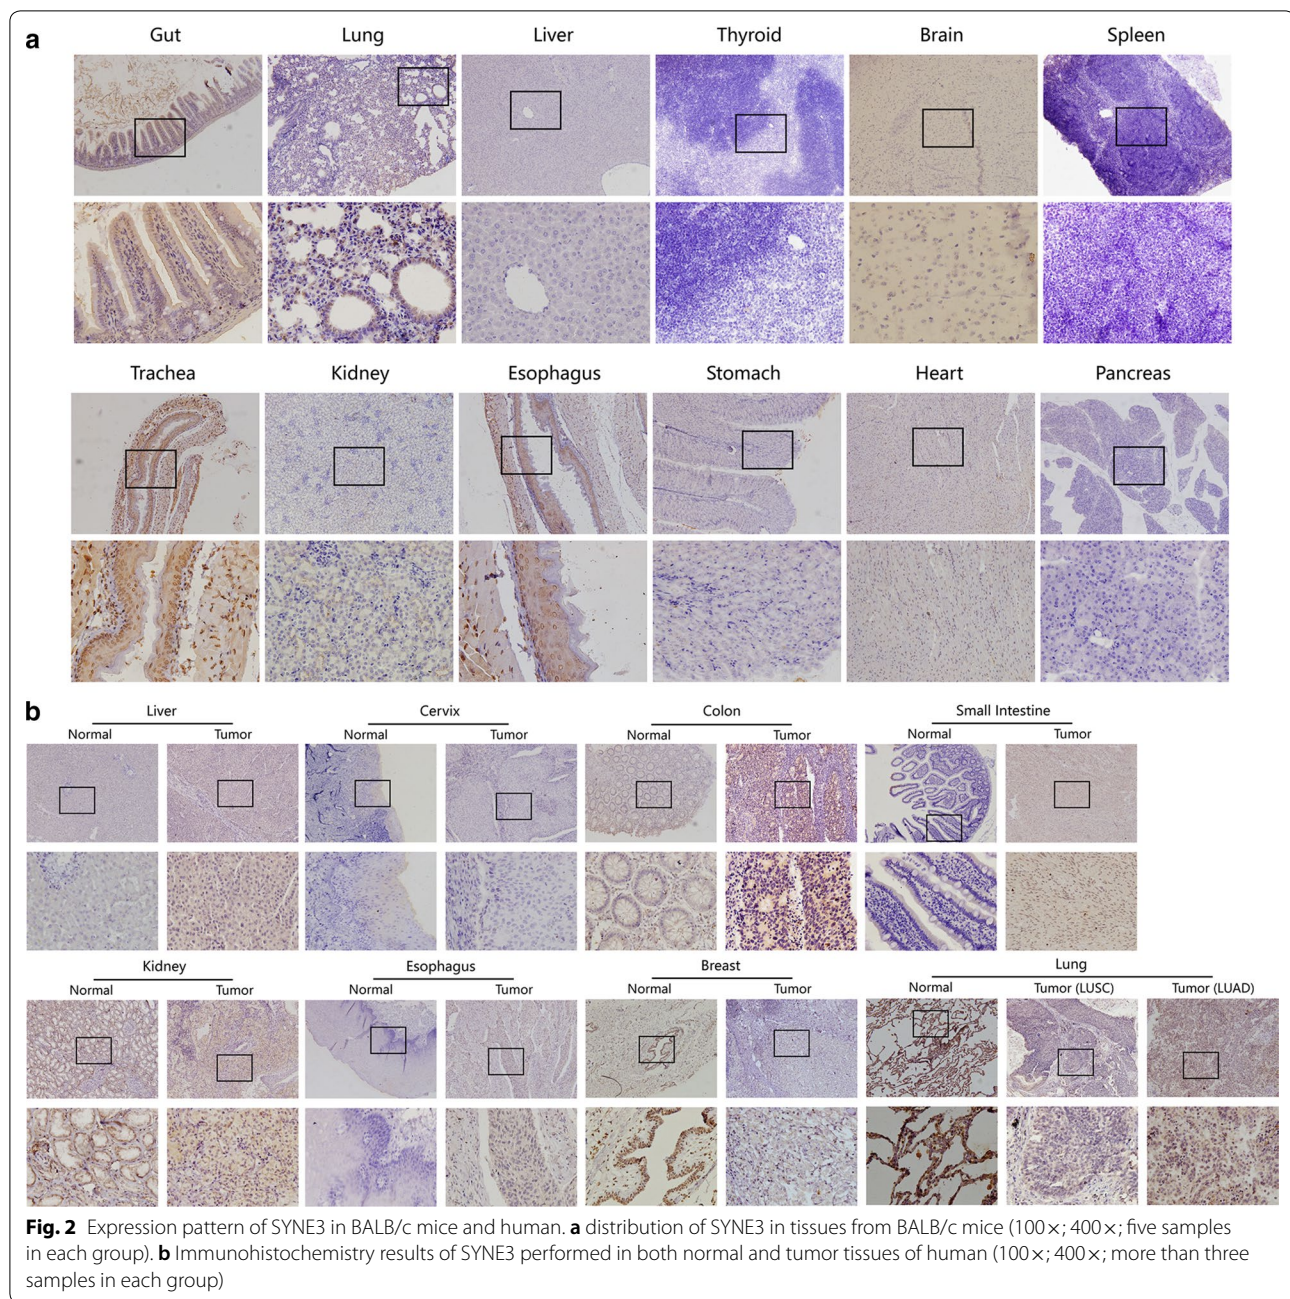 a
Gut Lung Liver Thyroid Brain Spleen
Trachea Kidney Esophagus Stomach Heart Pancreas
b
Liver Cervix Colon Small Intestine
Normal Tumor Normal Tumor Normal Tumor Normal Tumor
Kidney Esophagus Breast Lung
Normal Tumor Normal Tumor Normal Tumor Normal Tumor (LUSC) Tumor (LUAD)
Fig. 2 Expression pattern of SYNE3 in BALB/c mice and human. a distribution of SYNE3 in tissues from BALB/c mice (100×; 400×; five samples
in each group). b Immunohistochemistry results of SYNE3 performed in both normal and tumor tissues of human (100×; 400×; more than three
samples in each group)